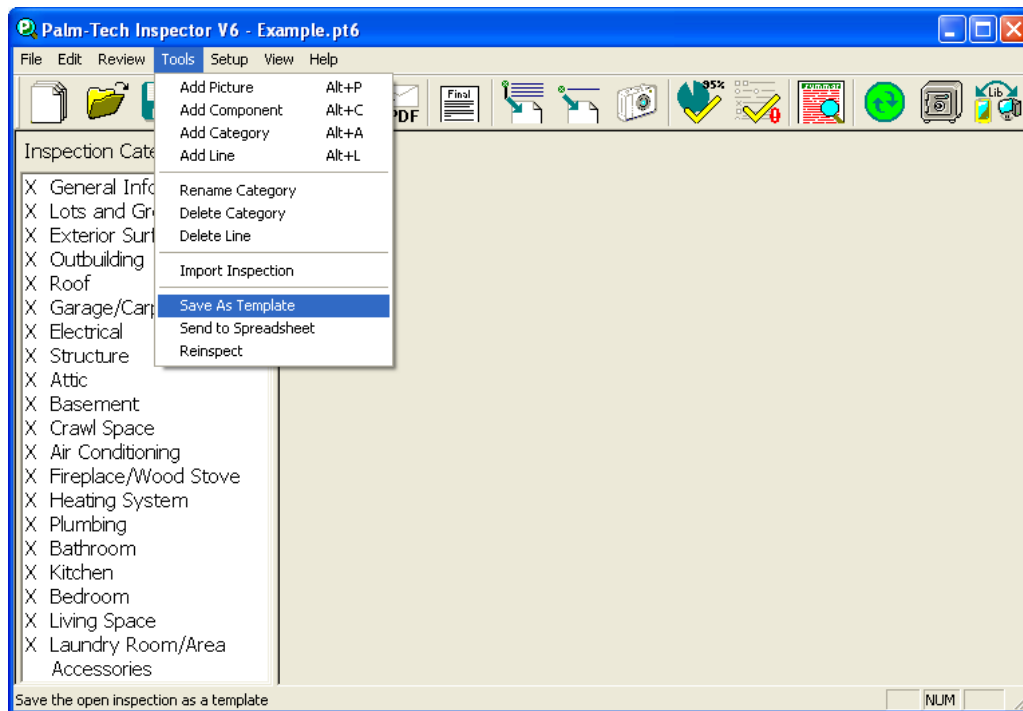 Palm-Tech Inspector V6 - Example.pt6
File Edit Review Tools Setup View Help
PDF
Final
95%
Lib
Add Picture Alt+P
Add Component Alt+C
Add Category Alt+A
Add Line Alt+L
Rename Category
Delete Category
Delete Line
Import Inspection
Save As Template
Send to Spreadsheet
Reinspect
Inspection Cate
X General Info
X Lots and Gr
X Exterior Surf
X Outbuilding
X Roof
X Garage/Carp
X Electrical
X Structure
X Attic
X Basement
X Crawl Space
X Air Conditioning
X Fireplace/Wood Stove
X Heating System
X Plumbing
X Bathroom
X Kitchen
X Bedroom
X Living Space
X Laundry Room/Area
Accessories
Save the open inspection as a template
NUM